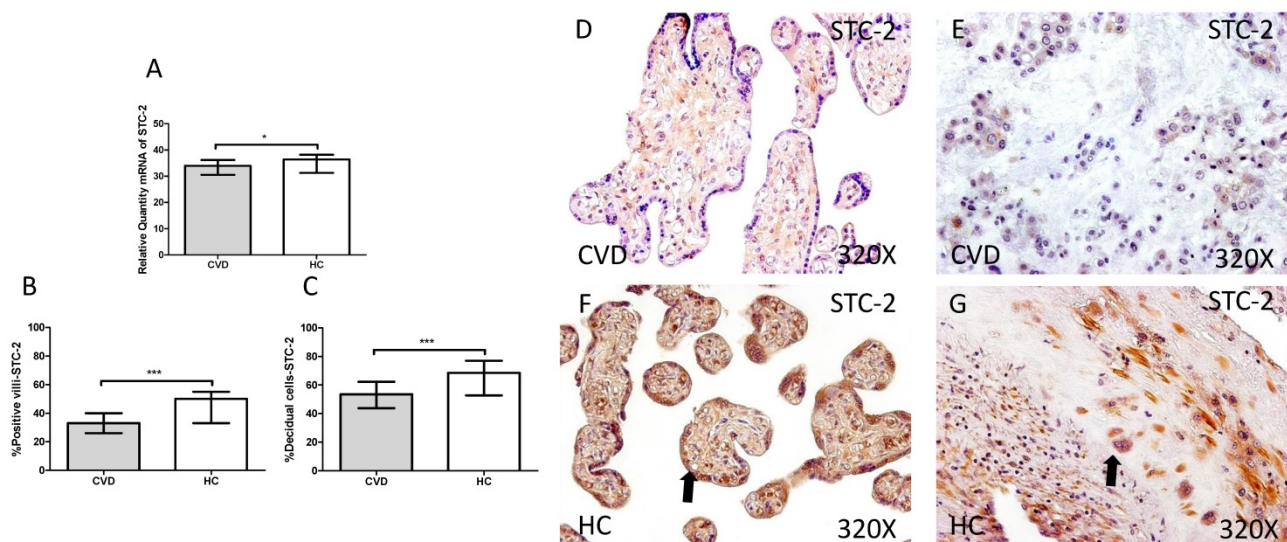 A
Relative Quantity mRNA of STC-2
50
40
30
20
10
0
*
CVD HC
B
%Positive villi-STC-2
100
80
60
40
20
0
***
CVD HC
C
%Decidual cells-STC-2
100
80
60
40
20
0
***
CVD HC
D STC-2
CVD 320X
E STC-2
CVD 320X
F STC-2
HC 320X
G STC-2
HC 320X